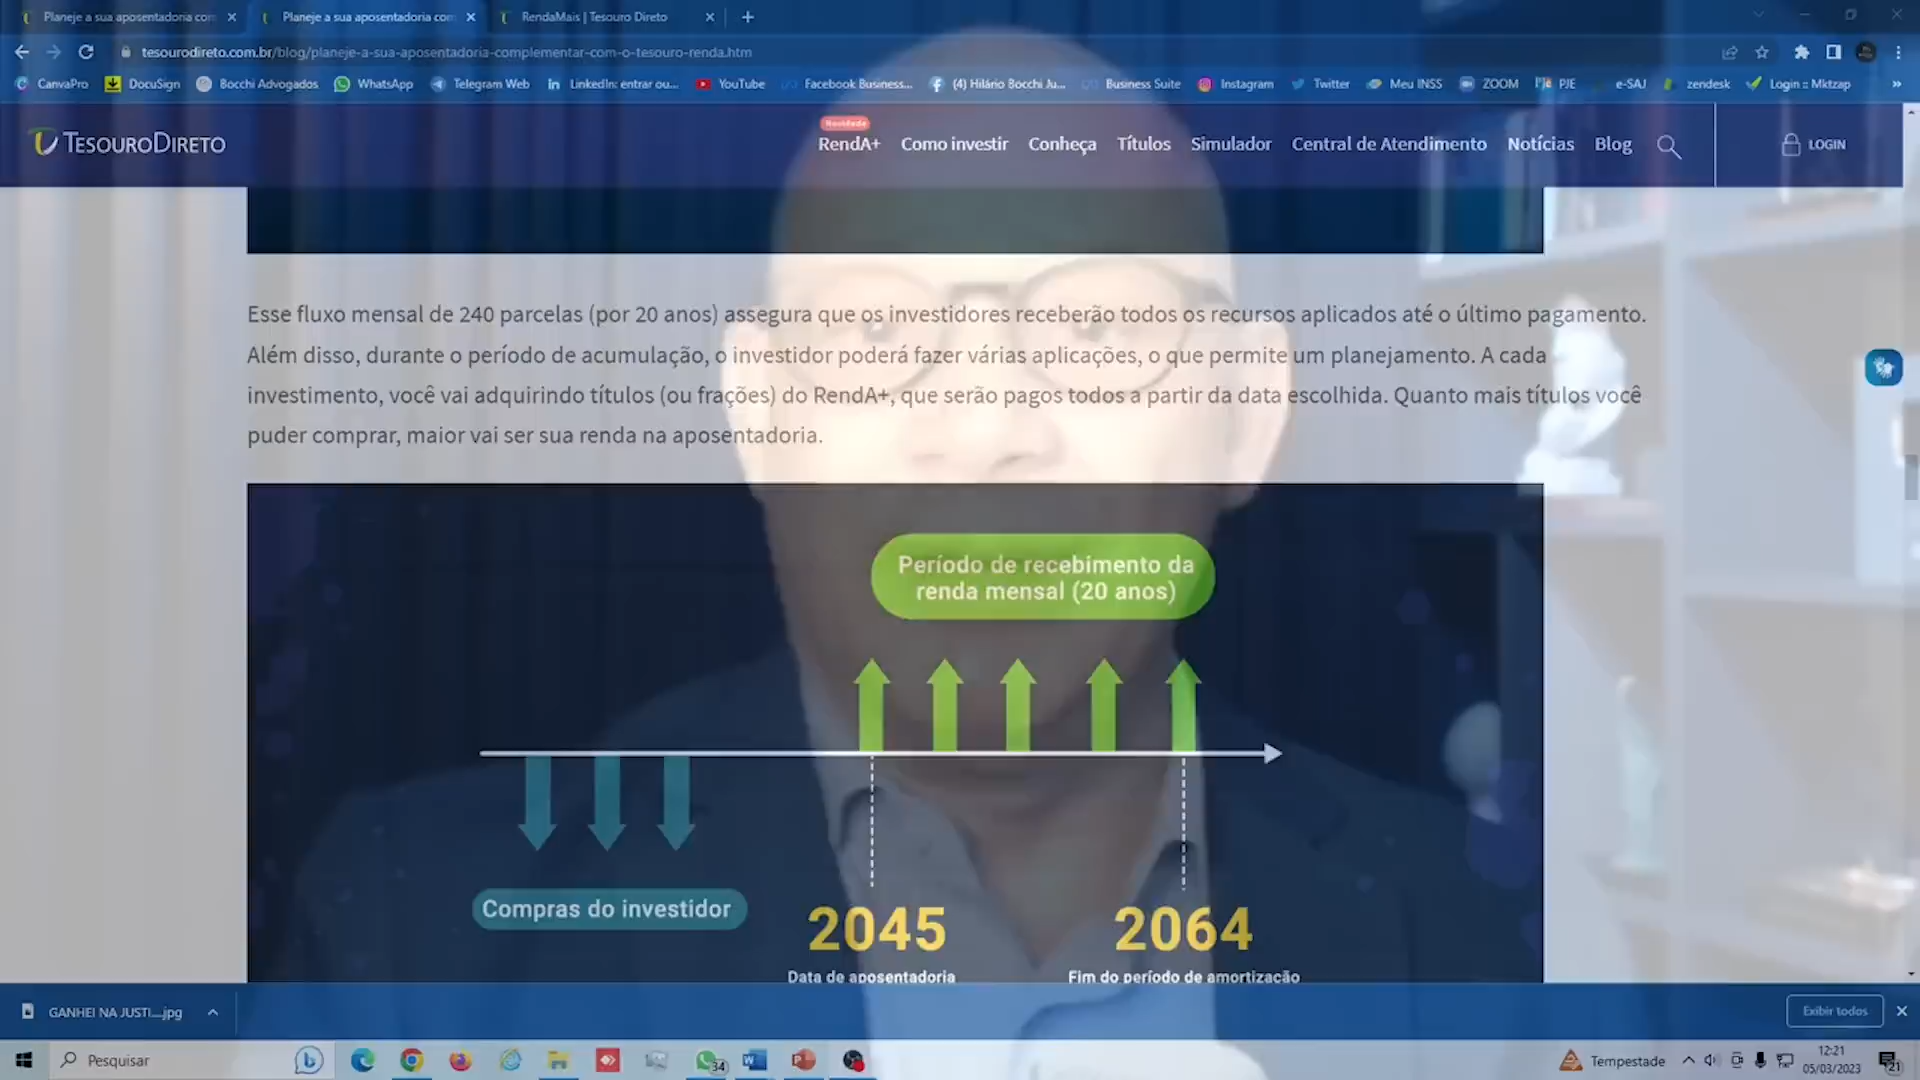 Planeje a sua aposentadoria com
Planeje a sua aposentadoria com
RendaMais | Tesouro Direto
tesourodireto.com.br/blog/planeje-a-sua-aposentadoria-complementar-com-o-tesouro-renda.htm
CanvaPro
DocuSign
Bocchi Advogados
WhatsApp
Telegram Web
LinkedIn: entrar ou...
YouTube
Facebook Business...
(4) Hilário Bocchi Ju...
Business Suite
Instagram
Twitter
Meu INSS
ZOOM
PJE
e-SAJ
zendesk
Login :: Mktzap
TESOURODIRETO
Novidade
RendA+
Como investir
Conheça
Títulos
Simulador
Central de Atendimento
Notícias
Blog
LOGIN
Esse fluxo mensal de 240 parcelas (por 20 anos) assegura que os investidores receberão todos os recursos aplicados até o último pagamento.
Além disso, durante o período de acumulação, o investidor poderá fazer várias aplicações, o que permite um planejamento. A cada
investimento, você vai adquirindo títulos (ou frações) do RendA+, que serão pagos todos a partir da data escolhida. Quanto mais títulos você
puder comprar, maior vai ser sua renda na aposentadoria.
Período de recebimento da
renda mensal (20 anos)
Compras do investidor
2045
2064
Data de aposentadoria
Fim do período de amortização
GANHEI NA JUSTI....jpg
Exibir todos
Pesquisar
34
Tempestade
12:21
05/03/2023
21